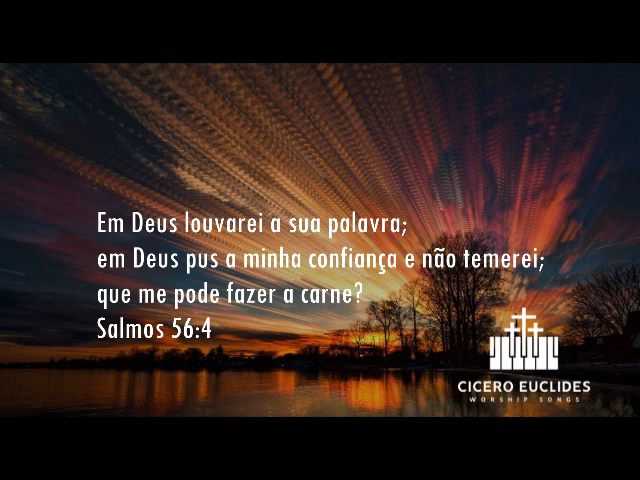 Em Deus louvarei a sua palavra;
em Deus pus a minha confiança e não temerei;
que me pode fazer a carne?
Salmos 56:4
CICERO EUCLIDES
WORSHIP SONGS